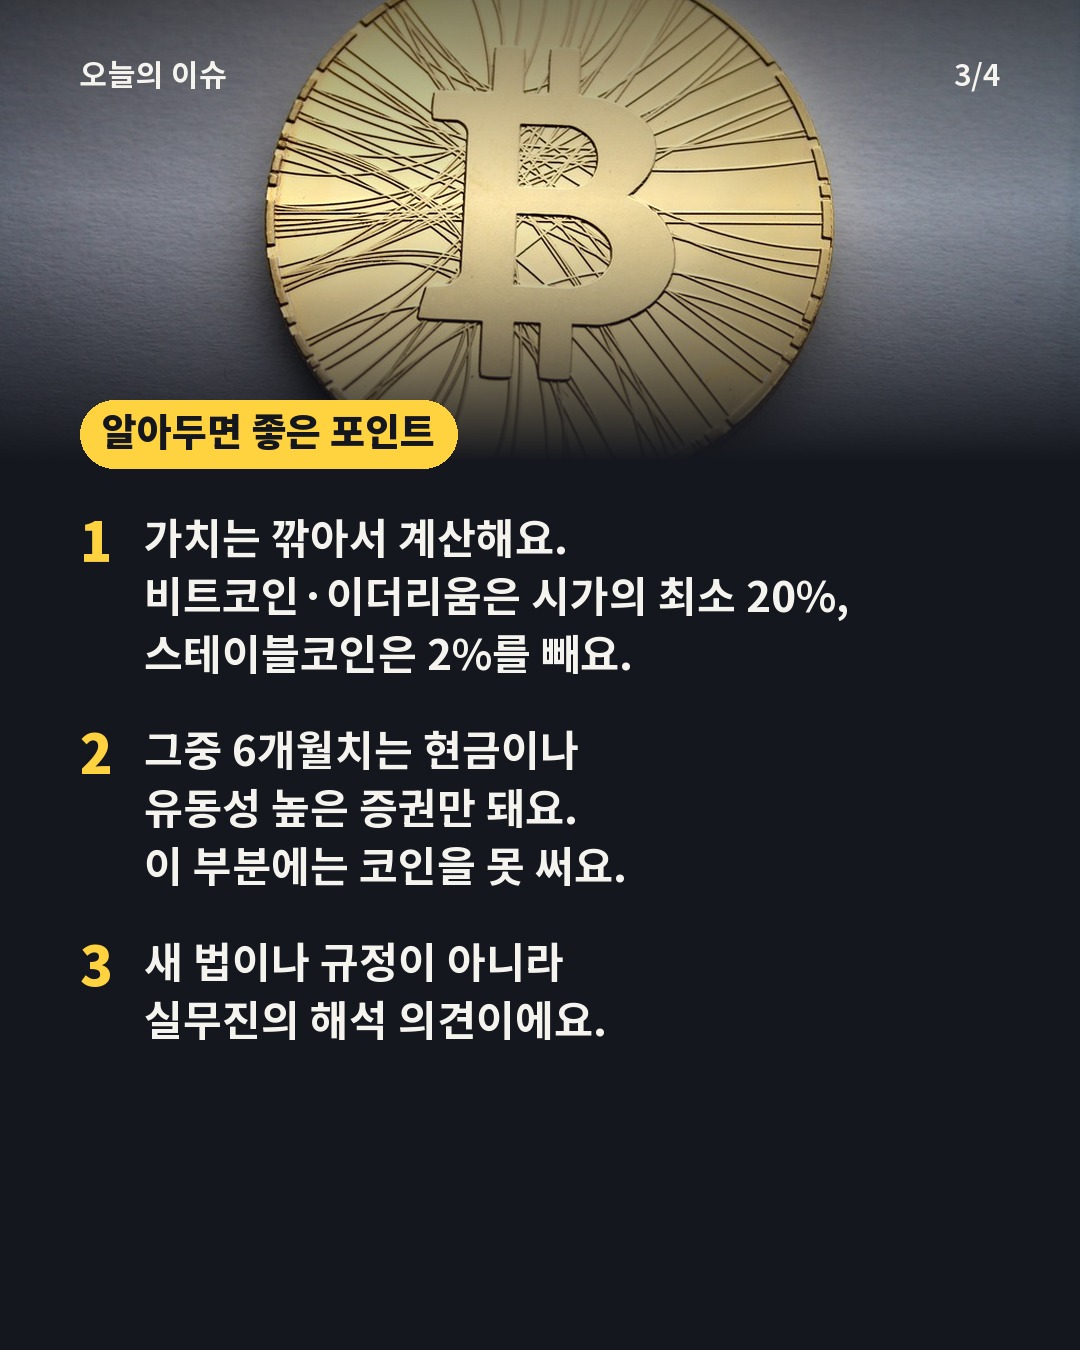 오늘의 이슈
3/4
알아두면 좋은 포인트
1 가치는 깎아서 계산해요.
비트코인·이더리움은 시가의 최소 20%,
스테이블코인은 2%를 빼요.
2 그중 6개월치는 현금이나
유동성 높은 증권만 돼요.
이 부분에는 코인을 못 써요.
3 새 법이나 규정이 아니라
실무진의 해석 의견이에요.